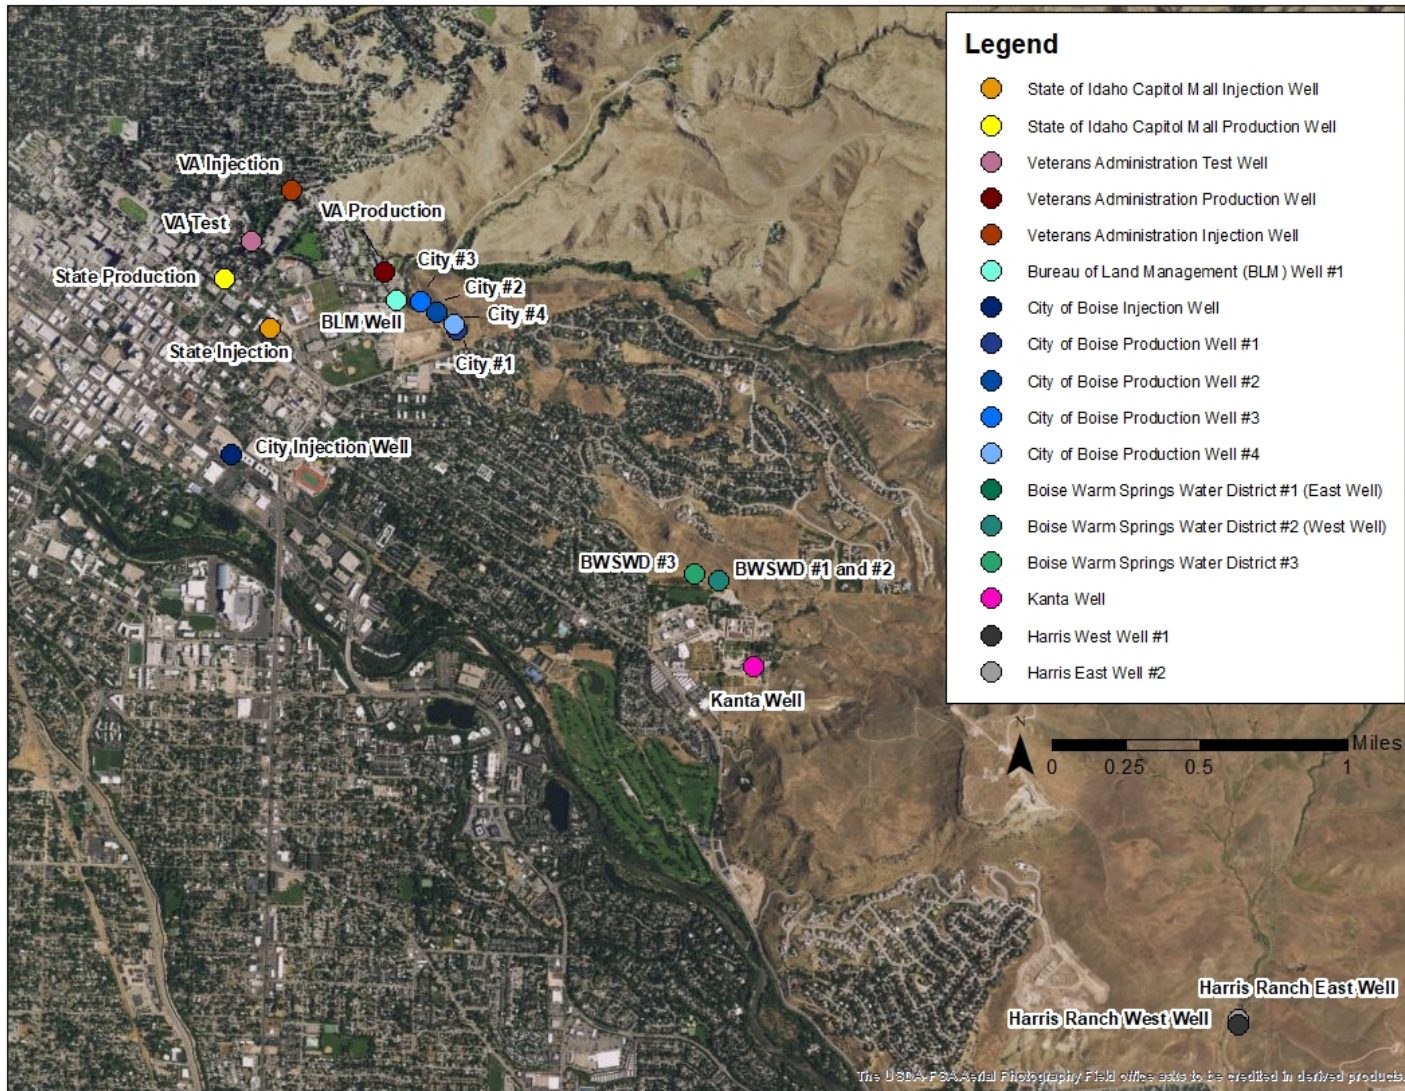 Legend
State of Idaho Capitol Mall Injection Well
State of Idaho Capitol Mall Production Well
Veterans Administration Test Well
Veterans Administration Production Well
Veterans Administration Injection Well
Bureau of Land Management (BLM) Well #1
City of Boise Injection Well
City of Boise Production Well #1
City of Boise Production Well #2
City of Boise Production Well #3
City of Boise Production Well #4
Boise Warm Springs Water District #1 (East Well)
Boise Warm Springs Water District #2 (West Well)
Boise Warm Springs Water District #3
Kanta Well
Harris West Well #1
Harris East Well #2
VA Injection
VA Production
VA Test
City #3
State Production
City #2
City #4
BLM Well
State Injection
City #1
City Injection Well
BWSWD #3
BWSWD #1 and #2
Kanta Well
N
Miles
0 0.25 0.5 1
Harris Ranch East Well
Harris Ranch West Well
The USDA-FSA Aerial Photography Field office asks to be credited in derived products.